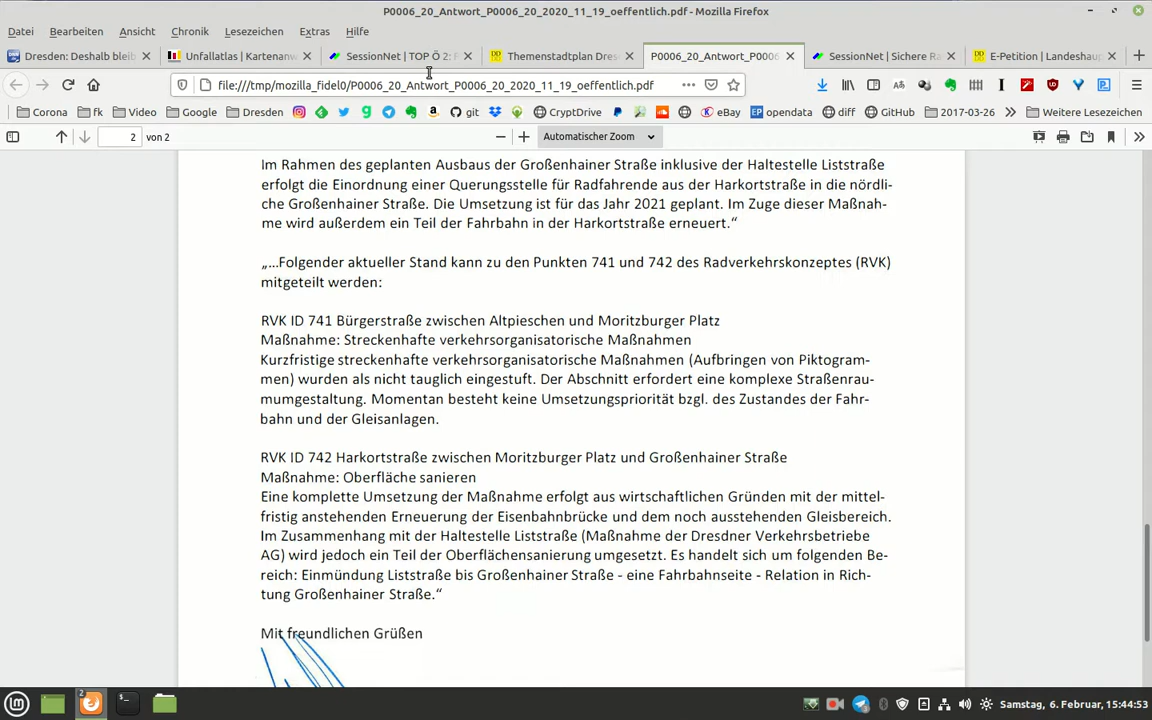 P0006_20_Antwort_P0006_20_2020_11_19_oeffentlich.pdf - Mozilla Firefox
Datei Bearbeiten Ansicht Chronik Lesezeichen Extras Hilfe
Dresden: Deshalb bleib Unfallatlas | Kartenanw SessionNet | TOP Ö 2: P Themenstadtplan Dres P0006_20_Antwort_P0006 SessionNet | Sichere Ra E-Petition | Landeshau
file:///tmp/mozilla_fidel0/P0006_20_Antwort_P0006_20_2020_11_19_oeffentlich.pdf
Corona fk Google Dresden git CryptDrive eBay opendata diff GitHub 2017-03-26 Weitere Lesezeichen
2 von 2 Automatischer Zoom
Im Rahmen des geplanten Ausbaus der Großenhainer Straße inklusive der Haltestelle Liststraße
erfolgt die Einordnung einer Querungsstelle für Radfahrende aus der Harkortstraße in die nördli-
che Großenhainer Straße. Die Umsetzung ist für das Jahr 2021 geplant. Im Zuge dieser Maßnah-
me wird außerdem ein Teil der Fahrbahn in der Harkortstraße erneuert.“
„…Folgender aktueller Stand kann zu den Punkten 741 und 742 des Radverkehrskonzeptes (RVK)
mitgeteilt werden:
RVK ID 741 Bürgerstraße zwischen Altpieschen und Moritzburger Platz
Maßnahme: Streckenhafte verkehrsorganisatorische Maßnahmen
Kurzfristige streckenhafte verkehrsorganisatorische Maßnahmen (Aufbringen von Piktogram-
men) wurden als nicht tauglich eingestuft. Der Abschnitt erfordert eine komplexe Straßenrau-
mumgestaltung. Momentan besteht keine Umsetzungspriorität bzgl. des Zustandes der Fahr-
bahn und der Gleisanlagen.
RVK ID 742 Harkortstraße zwischen Moritzburger Platz und Großenhainer Straße
Maßnahme: Oberfläche sanieren
Eine komplette Umsetzung der Maßnahme erfolgt aus wirtschaftlichen Gründen mit der mittel-
fristig anstehenden Erneuerung der Eisenbahnbrücke und dem noch ausstehenden Gleisbereich.
Im Zusammenhang mit der Haltestelle Liststraße (Maßnahme der Dresdner Verkehrsbetriebe
AG) wird jedoch ein Teil der Oberflächensanierung umgesetzt. Es handelt sich um folgenden Be-
reich: Einmündung Liststraße bis Großenhainer Straße - eine Fahrbahnseite - Relation in Rich-
tung Großenhainer Straße.“
Mit freundlichen Grüßen
Samstag, 6. Februar, 15:44:53